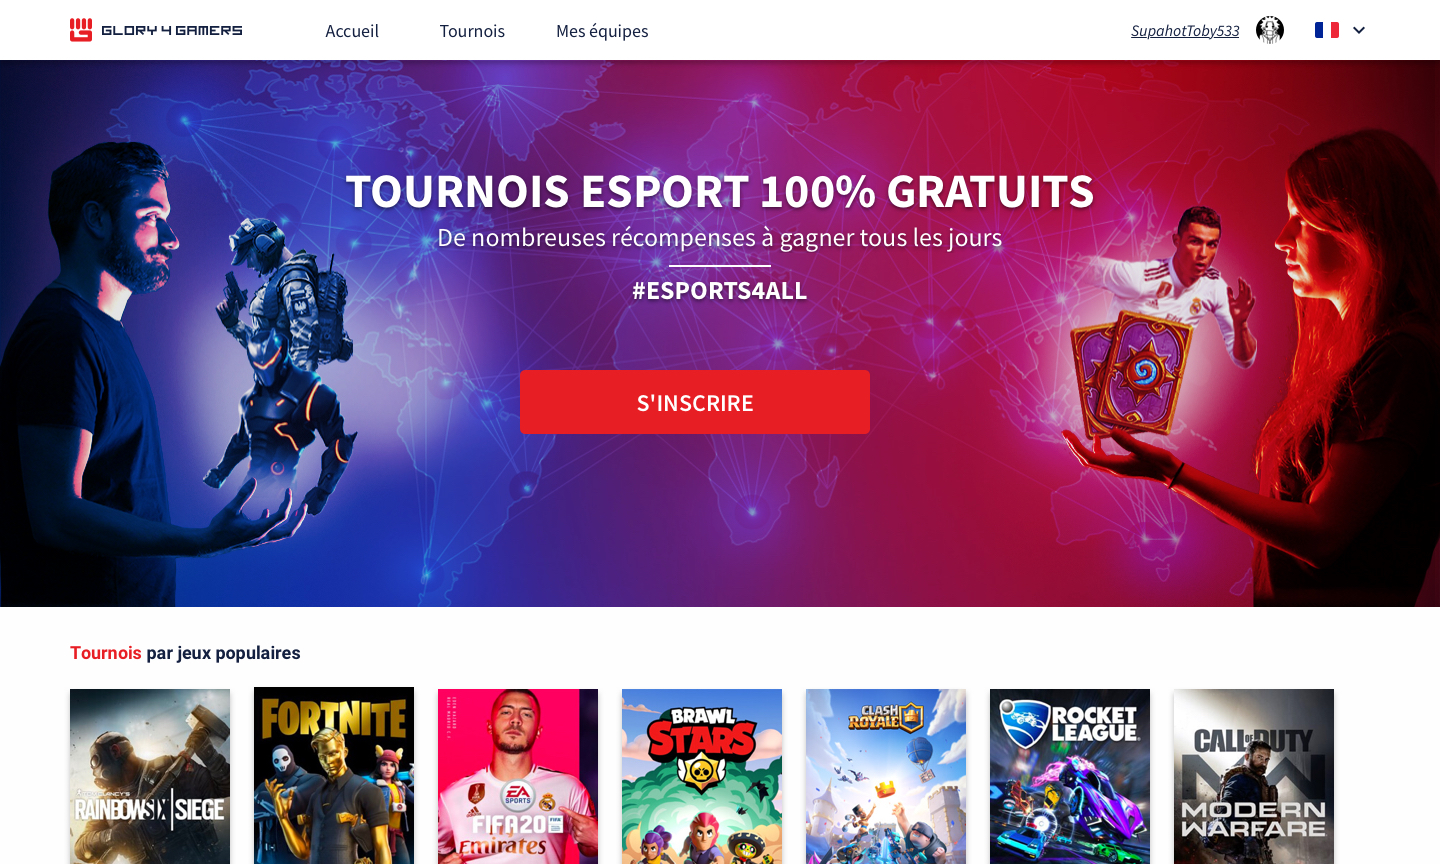 GLORY 4 GAMERS
Accueil
Tournois
Mes équipes
SupahotToby533
TOURNOIS ESPORT 100% GRATUITS
De nombreuses récompenses à gagner tous les jours
#ESPORTS4ALL
S'INSCRIRE
Tournois par jeux populaires
RAINBOW SIX | SIEGE
FORTNITE
EA
SPORTS
FIFA20
Emirates
BRAWL
STARS
CLASH
ROYALE
ROCKET
LEAGUE
CALL OF DUTY
MODERN
WARFARE